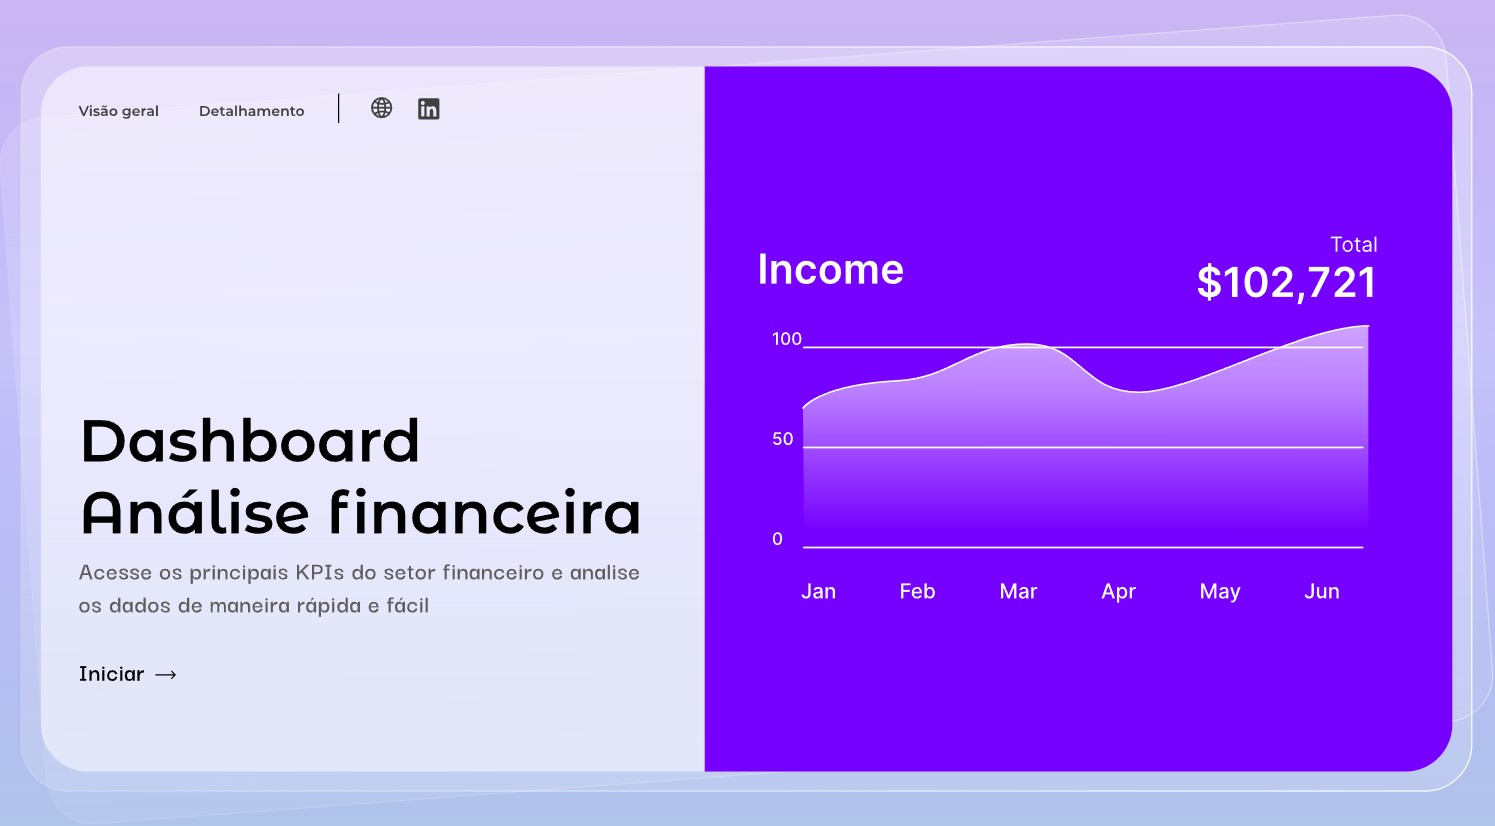 Visão geral
Detalhamento
in
Dashboard
Análise financeira
Acesse os principais KPIs do setor financeiro e analise
os dados de maneira rápida e fácil
Iniciar →
Income
Total
$102,721
100
50
0
Jan Feb Mar Apr May Jun